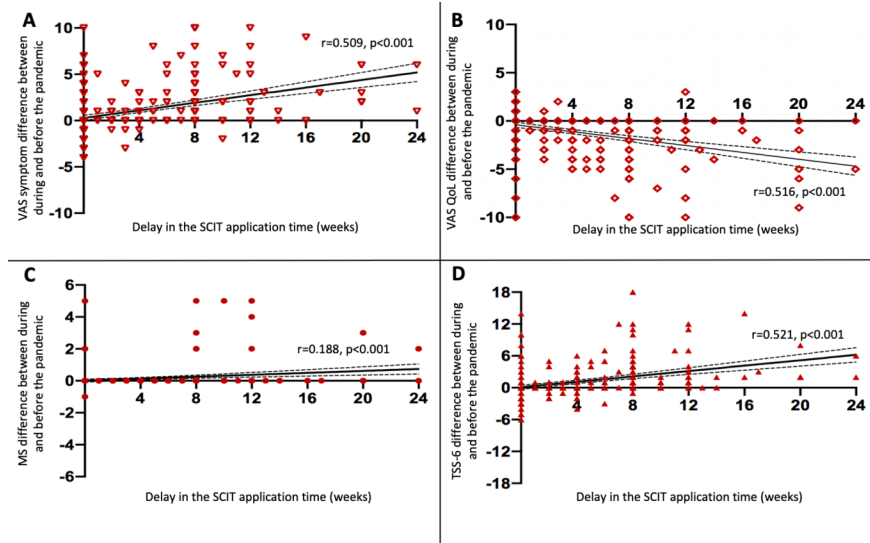 A
VAS symptom difference between
during and before the pandemic
10
5
0
-5
-10
4
8
12
16
20
24
r=0.509, p<0.001
Delay in the SCIT application time (weeks)
B
VAS QoL difference between during
and before the pandemic
10
5
0
-5
-10
4
8
12
16
20
24
r=0.516, p<0.001
Delay in the SCIT application time (weeks)
C
MS difference between during
and before the pandemic
6
4
2
0
-2
-4
-6
4
8
12
16
20
24
r=0.188, p<0.001
Delay in the SCIT application time (weeks)
D
TSS-6 difference between during
and before the pandemic
18
12
6
0
-6
-12
-18
4
8
12
16
20
24
r=0.521, p<0.001
Delay in the SCIT application time (weeks)